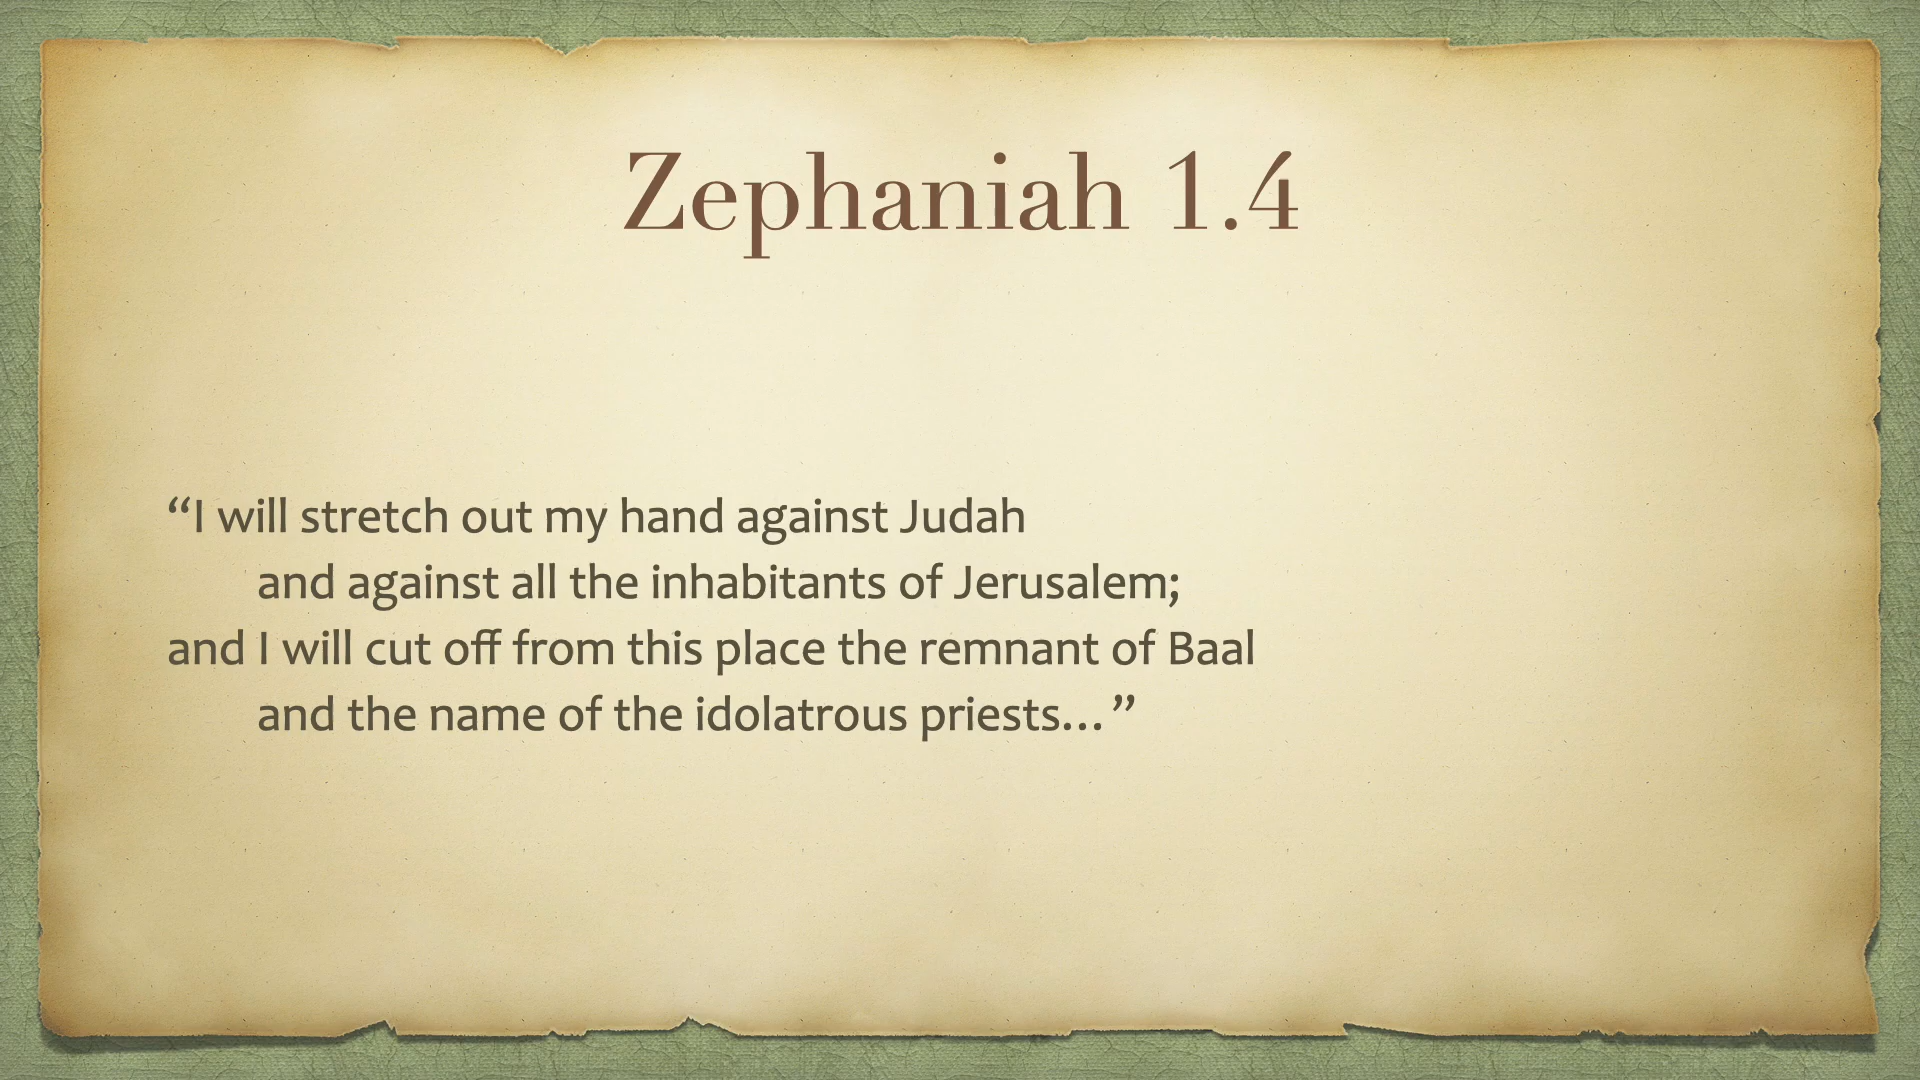 Zephaniah 1.4
“I will stretch out my hand against Judah
and against all the inhabitants of Jerusalem;
and I will cut off from this place the remnant of Baal
and the name of the idolatrous priests…”